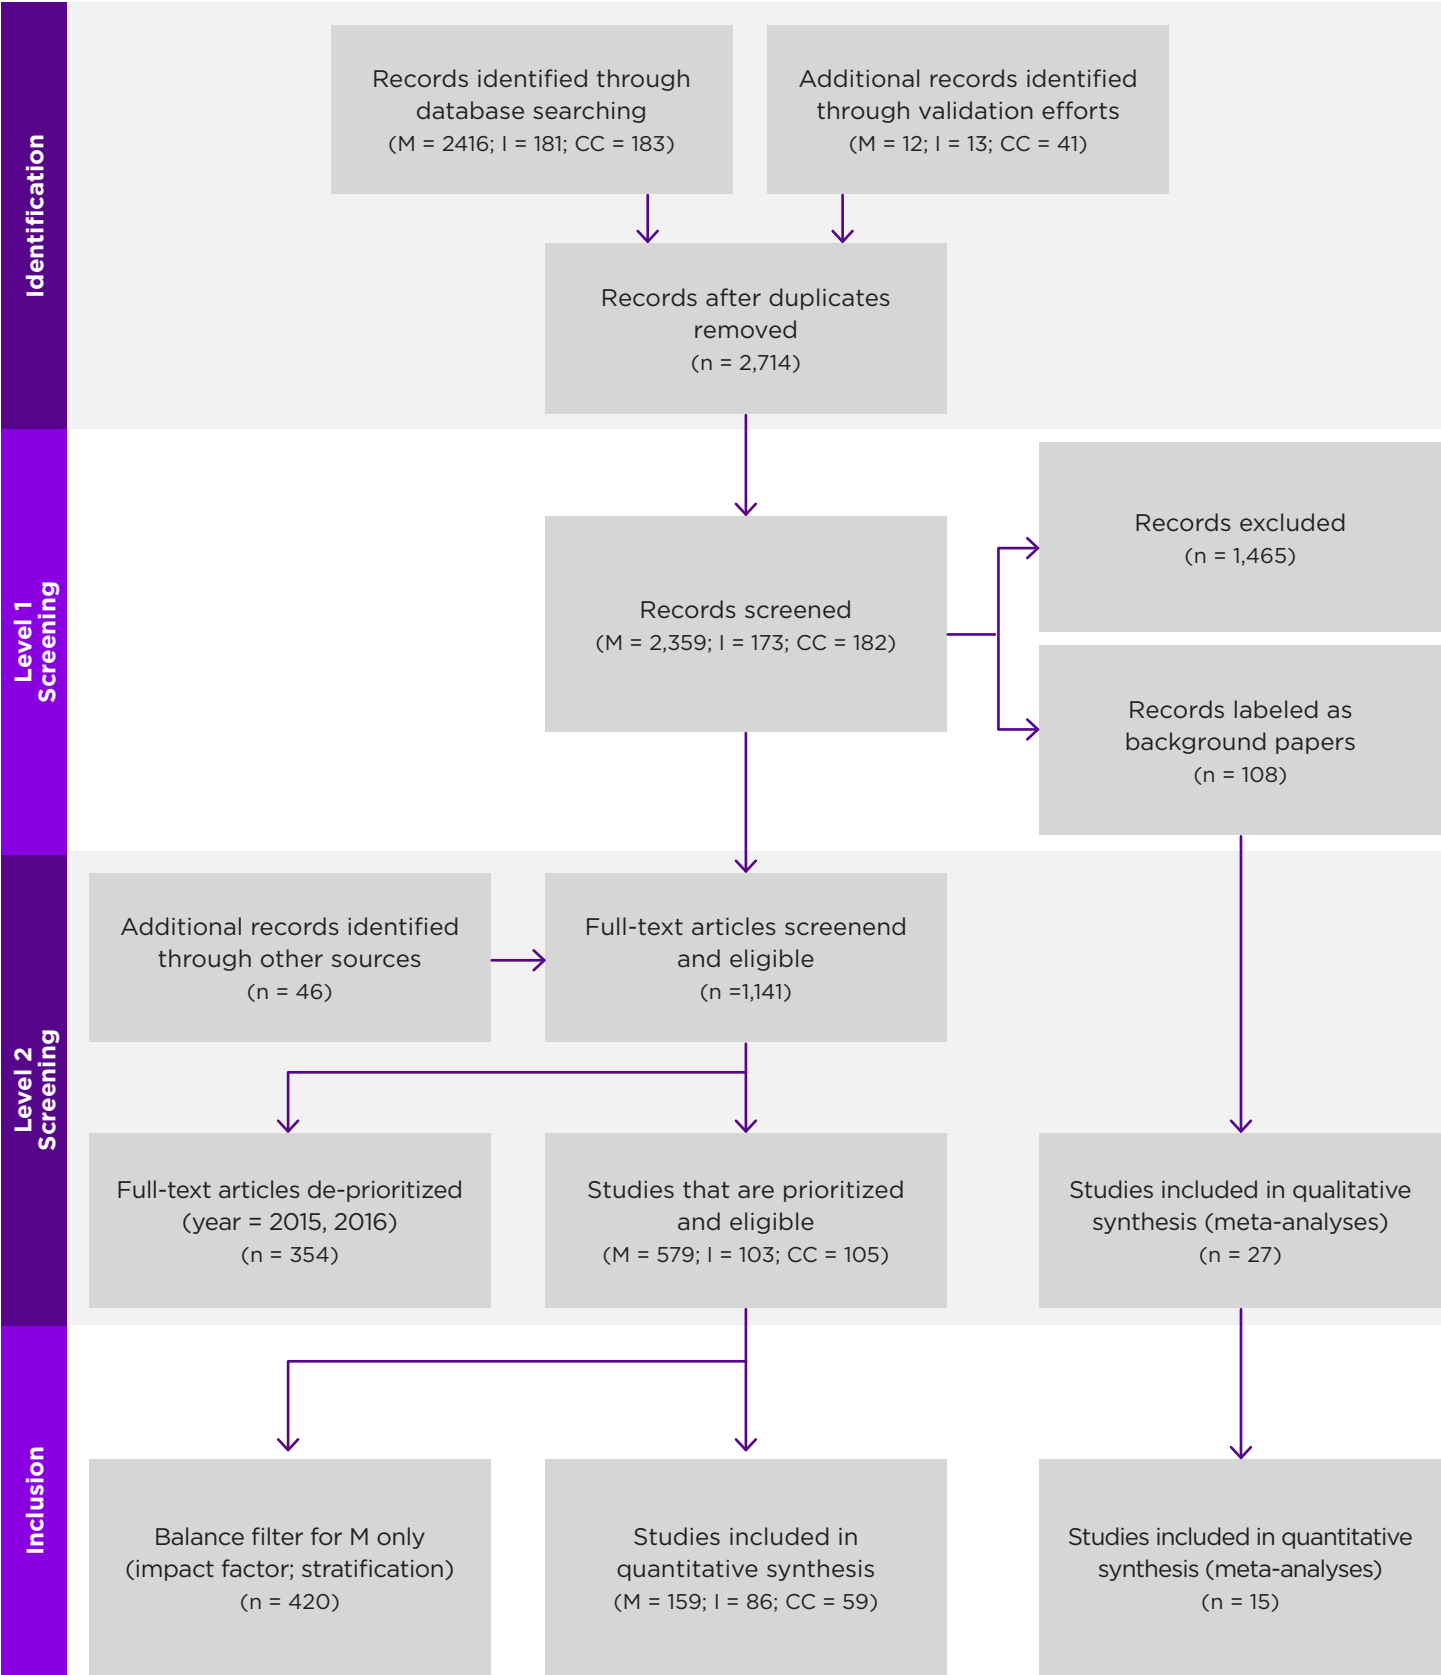 Identification
Records identified through
database searching
(M = 2416; I = 181; CC = 183)
Additional records identified
through validation efforts
(M = 12; I = 13; CC = 41)
Records after duplicates
removed
(n = 2,714)
Level 1
Screening
Records screened
(M = 2,359; I = 173; CC = 182)
Records excluded
(n = 1,465)
Records labeled as
background papers
(n = 108)
Level 2
Screening
Additional records identified
through other sources
(n = 46)
Full-text articles screenend
and eligible
(n =1,141)
Full-text articles de-prioritized
(year = 2015, 2016)
(n = 354)
Studies that are prioritized
and eligible
(M = 579; I = 103; CC = 105)
Studies included in qualitative
synthesis (meta-analyses)
(n = 27)
Inclusion
Balance filter for M only
(impact factor; stratification)
(n = 420)
Studies included in
quantitative synthesis
(M = 159; I = 86; CC = 59)
Studies included in quantitative
synthesis (meta-analyses)
(n = 15)